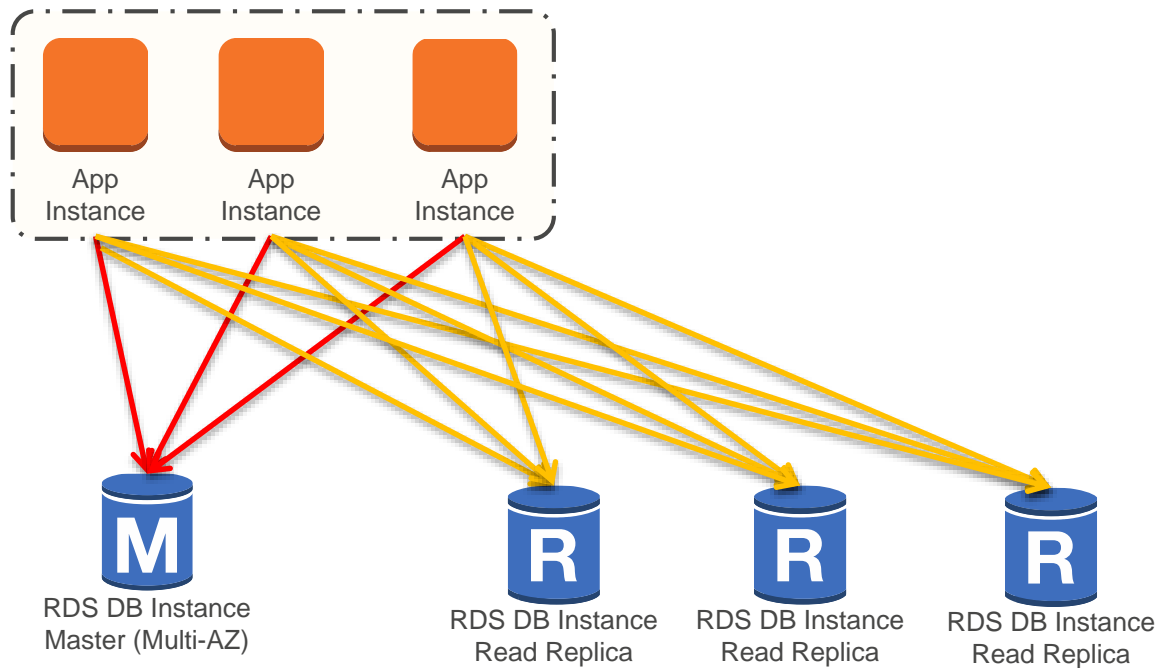 App
Instance
App
Instance
App
Instance
M
R
R
R
RDS DB Instance
Master (Multi-AZ)
RDS DB Instance
Read Replica
RDS DB Instance
Read Replica
RDS DB Instance
Read Replica